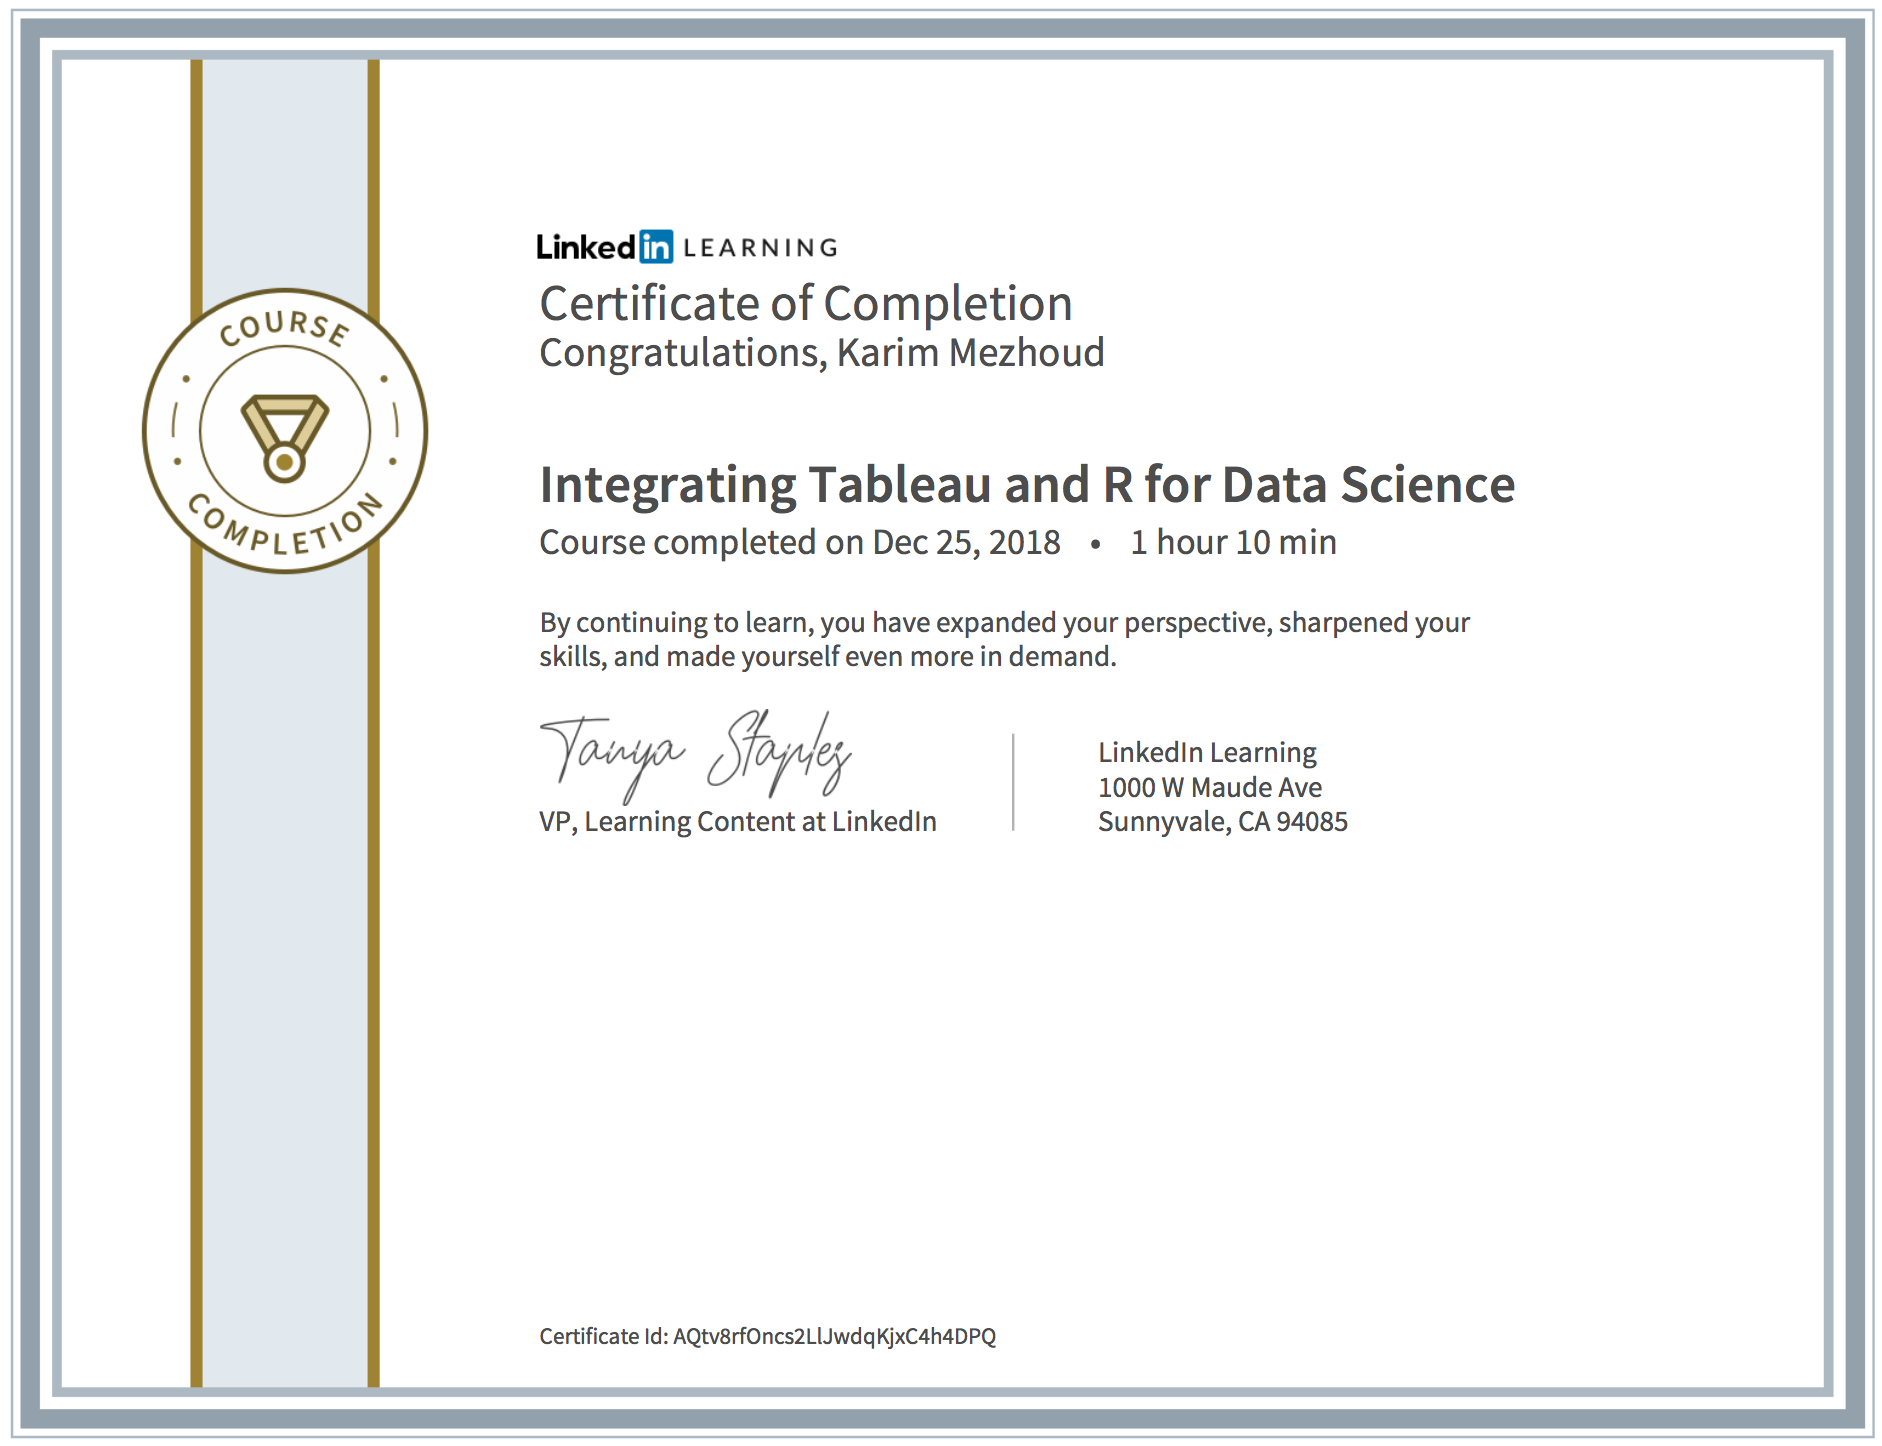 COURSE
COMPLETION
Linked in LEARNING
Certificate of Completion
Congratulations, Karim Mezhoud
Integrating Tableau and R for Data Science
Course completed on Dec 25, 2018 • 1 hour 10 min
By continuing to learn, you have expanded your perspective, sharpened your
skills, and made yourself even more in demand.
Tanya Staples
VP, Learning Content at LinkedIn
LinkedIn Learning
1000 W Maude Ave
Sunnyvale, CA 94085
Certificate Id: AQtv8rfOncs2LlJwdqKjxC4h4DPQ